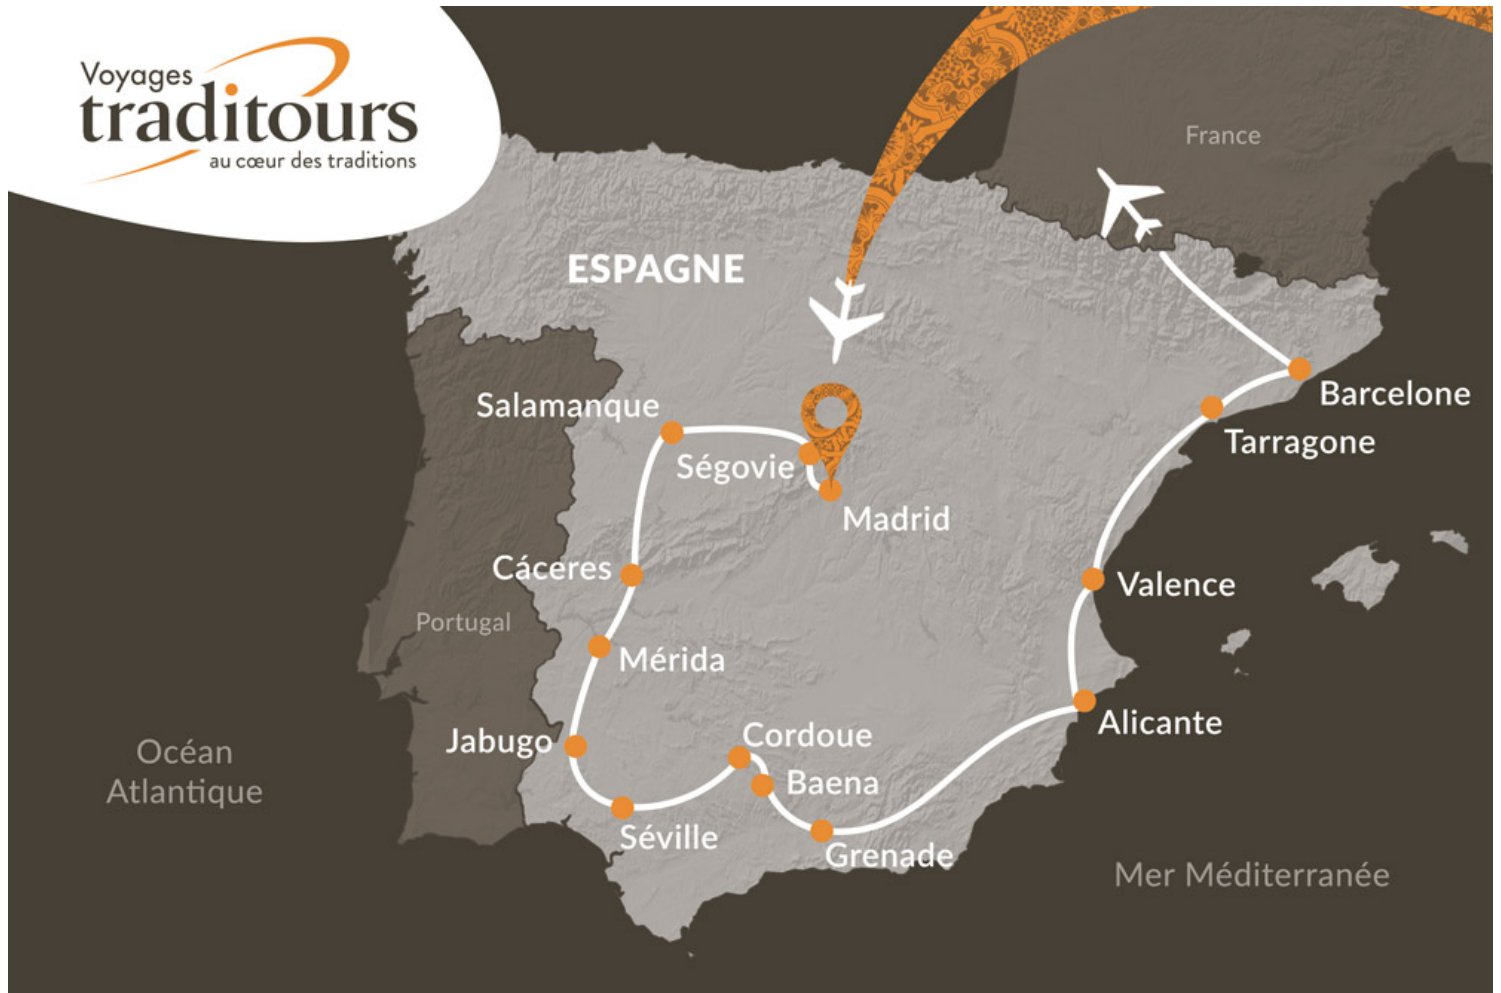 Voyages
traditours
au cœur des traditions
France
ESPAGNE
Salamanque
Barcelone
Tarragone
Ségovie
Madrid
Cáceres
Valence
Portugal
Mérida
Alicante
Jabugo
Cordoue
Baena
Océan
Atlantique
Séville
Grenade
Mer Méditerranée